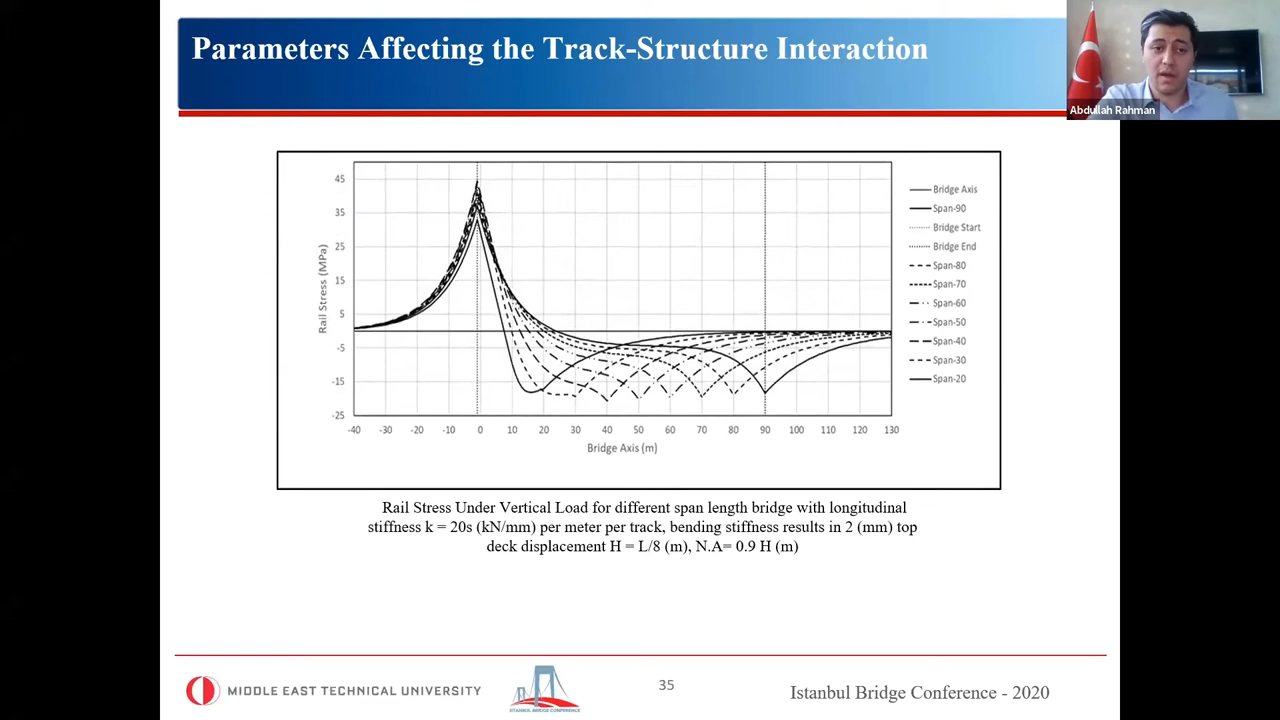 Parameters Affecting the Track-Structure Interaction
Abdullah Rahman
45
35
25
15
5
-5
-15
-25
Rail Stress (MPa)
-40 -30 -20 -10 0 10 20 30 40 50 60 70 80 90 100 110 120 130
Bridge Axis (m)
Bridge Axis
Span-90
Bridge Start
Bridge End
Span-80
Span-70
Span-60
Span-50
Span-40
Span-30
Span-20
Rail Stress Under Vertical Load for different span length bridge with longitudinal
stiffness k = 20s (kN/mm) per meter per track, bending stiffness results in 2 (mm) top
deck displacement H = L/8 (m), N.A= 0.9 H (m)
MIDDLE EAST TECHNICAL UNIVERSITY
ISTANBUL BRIDGE CONFERENCE
35
Istanbul Bridge Conference - 2020